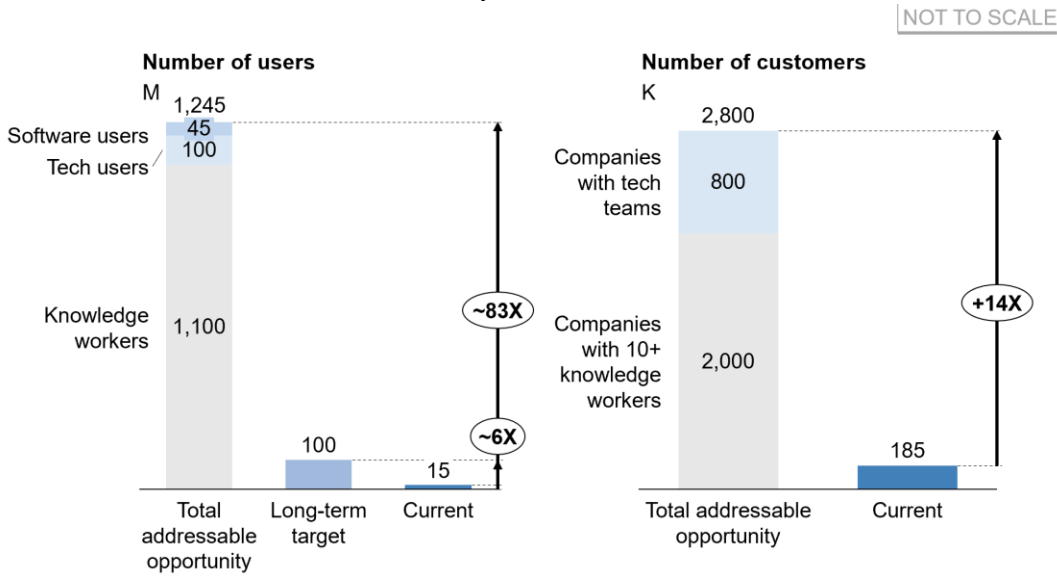 NOT TO SCALE
Number of users
M
1,245
Software users
45
Tech users
100
Knowledge
workers
1,100
~83X
~6X
100
15
Total
addressable
opportunity
Long-term
target
Current
Number of customers
K
2,800
Companies
with tech
teams
800
Companies
with 10+
knowledge
workers
2,000
+14X
185
Total addressable
opportunity
Current